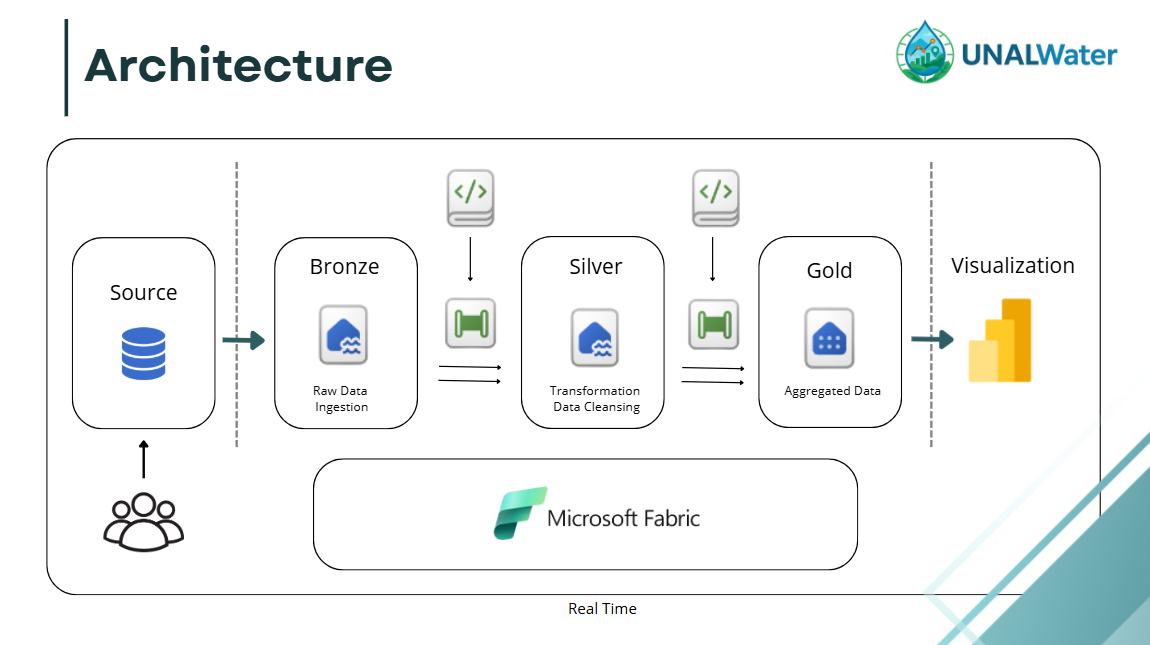 Architecture
UNALWater
Source
Bronze
Raw Data
Ingestion
</>
Silver
Transformation
Data Cleansing
</>
Gold
Aggregated Data
Visualization
Microsoft Fabric
Real Time